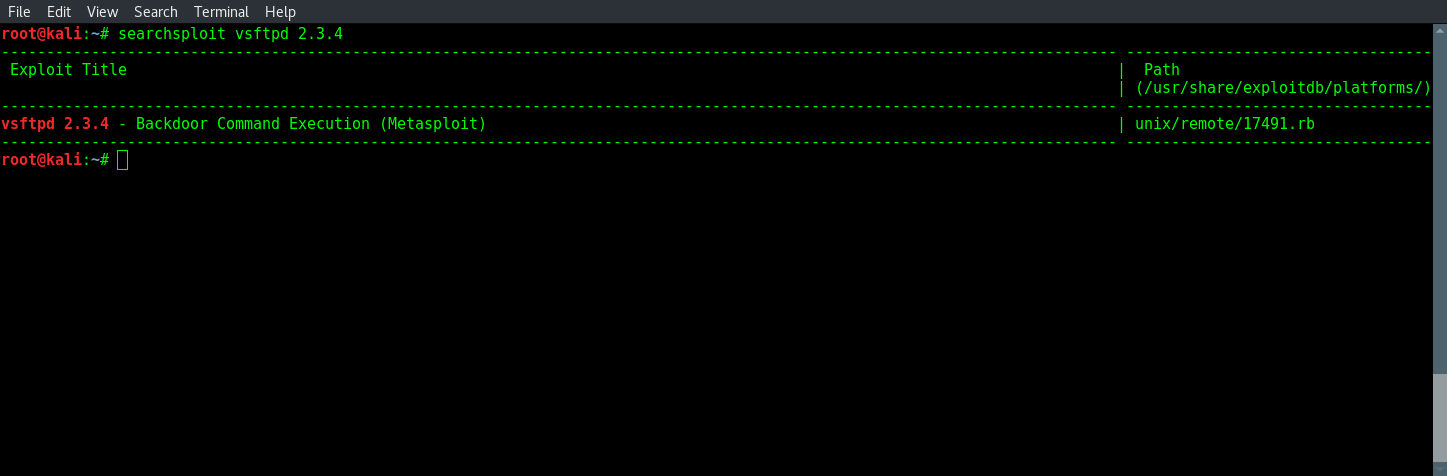 File Edit View Search Terminal Help
root@kali:~# searchsploit vsftpd 2.3.4
---------------------------------------------------------------------------------------------------------------------------- ----------------------------------
 Exploit Title | Path
 | (/usr/share/exploitdb/platforms/)
---------------------------------------------------------------------------------------------------------------------------- ----------------------------------
vsftpd 2.3.4 - Backdoor Command Execution (Metasploit) | unix/remote/17491.rb
---------------------------------------------------------------------------------------------------------------------------- ----------------------------------
root@kali:~#